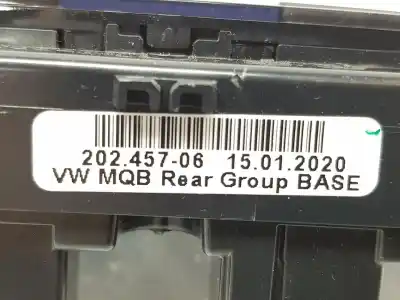 202.457-06 15.01.2020
VW MQB Rear Group BASE